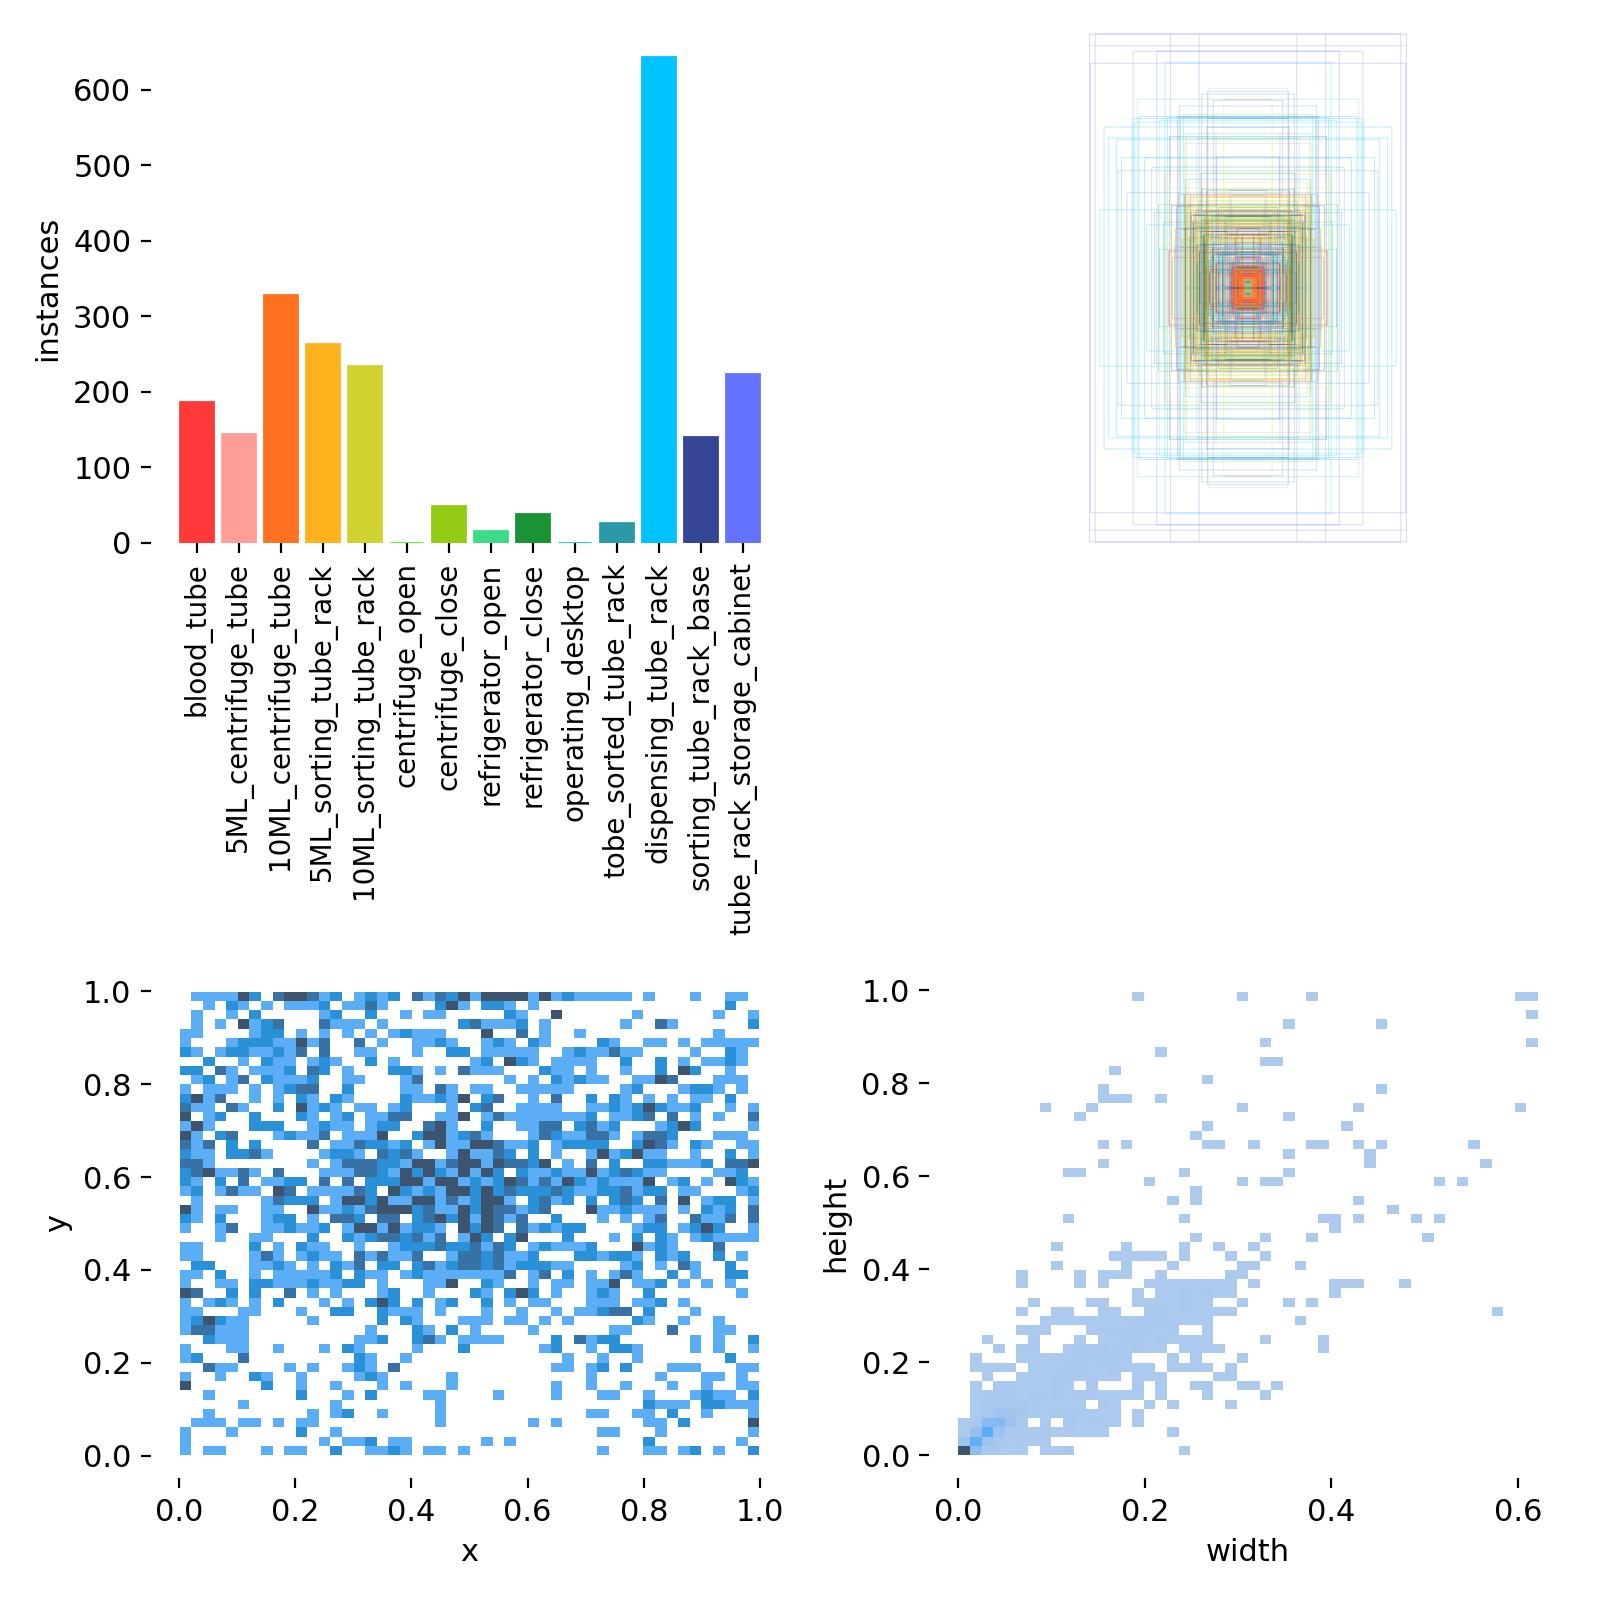 instances
600
500
400
300
200
100
0
blood_tube
5ML_centrifuge_tube
10ML_centrifuge_tube
5ML_sorting_tube_rack
10ML_sorting_tube_rack
centrifuge_open
centrifuge_close
refrigerator_open
refrigerator_close
operating_desktop
tobe_sorted_tube_rack
dispensing_tube_rack
sorting_tube_rack_base
tube_rack_storage_cabinet
y
1.0
0.8
0.6
0.4
0.2
0.0
0.0 0.2 0.4 0.6 0.8 1.0
x
height
1.0
0.8
0.6
0.4
0.2
0.0
0.0 0.2 0.4 0.6
width